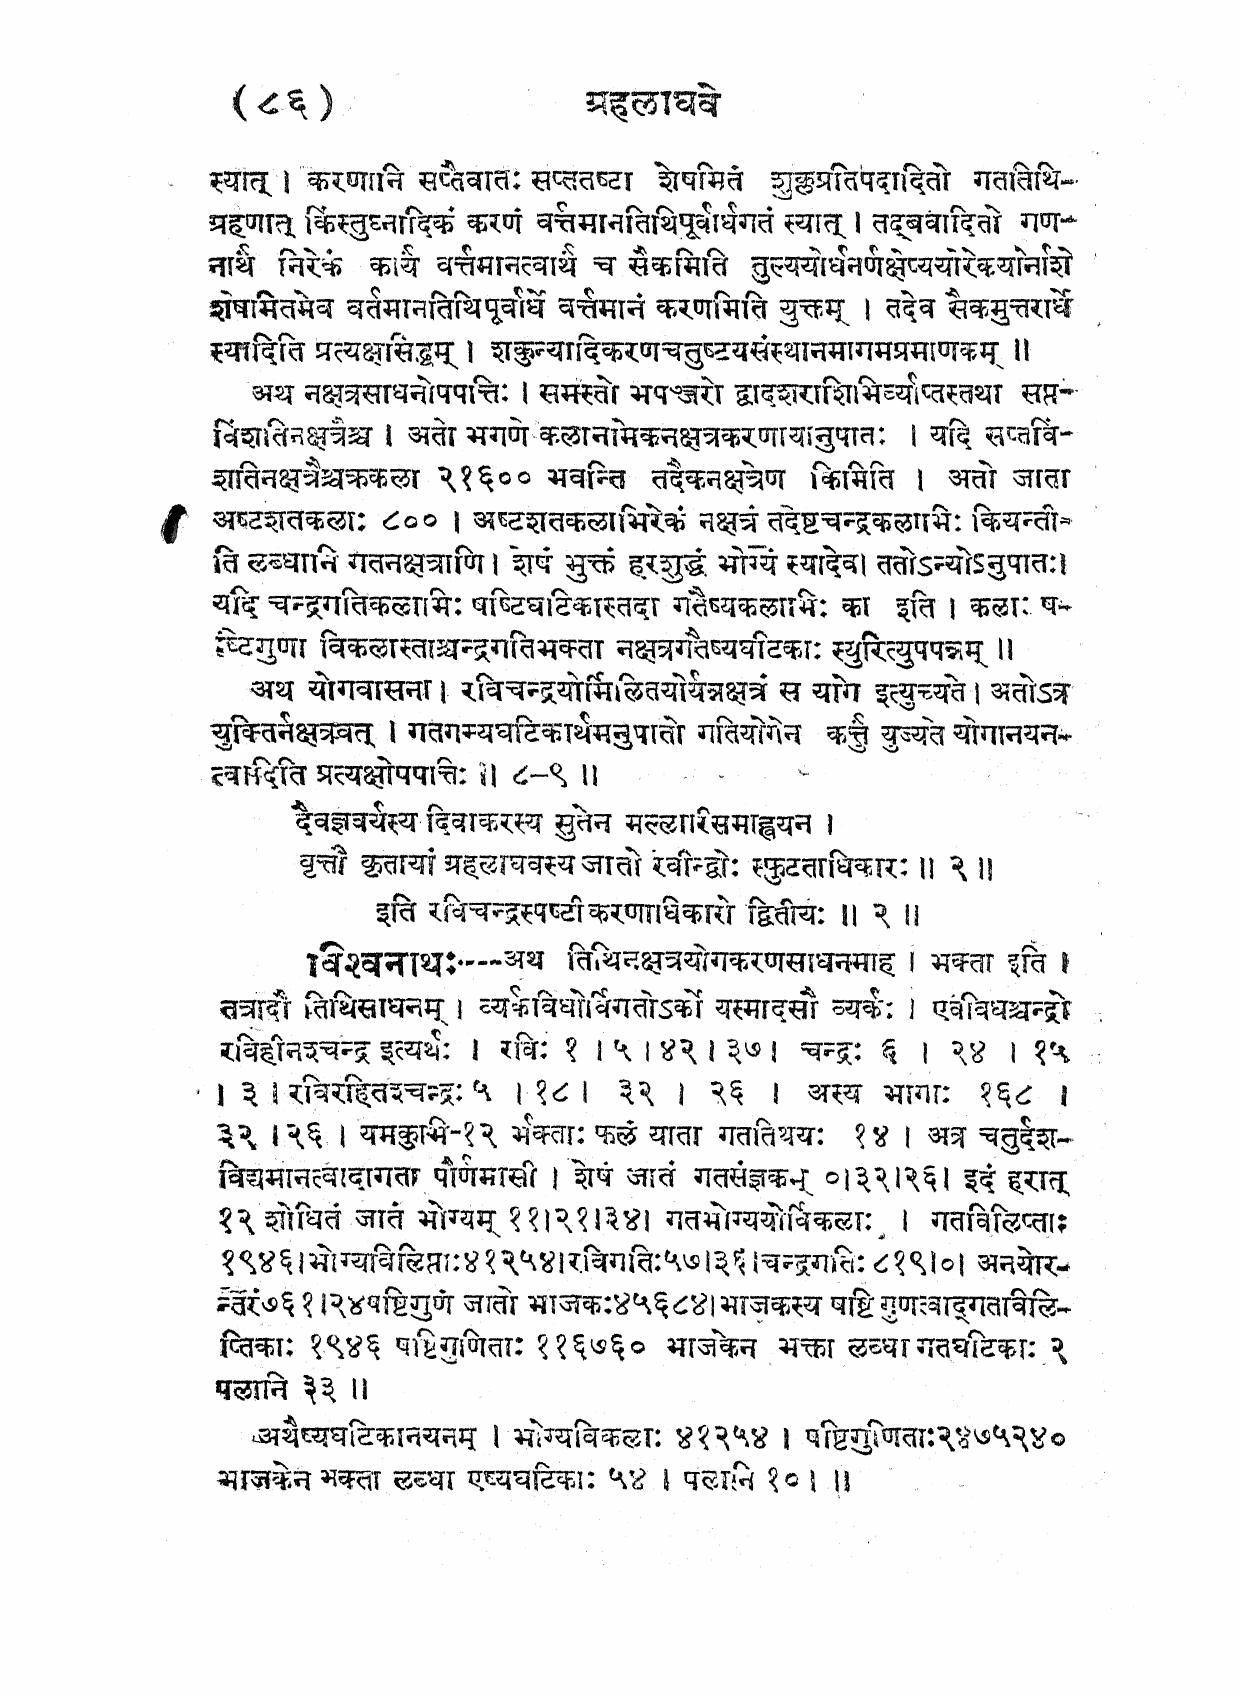 (८६) ग्रहलाघवे
स्यात् । करणानि सप्तैवातः सप्ततष्टा शेषमितं शुक्लप्रतिपदादितो गततिथि-
ग्रहणात् किंस्तुघ्नादिकं करणं वर्त्तमानतिथिपूर्वार्धगतं स्यात् । तद्बवादितो गण-
नार्थं निरेकं कार्यं वर्त्तमानत्वार्थं च सैकमिति तुल्ययोर्धनर्णक्षेप्ययोरेकयोर्नाशे
शेषमितमेव वर्तमानतिथिपूर्वार्धे वर्त्तमानं करणमिति युक्तम् । तदेव सैकमुत्तरार्धे
स्यादिति प्रत्यक्षसिद्धम् । शकुन्यादिकरणचतुष्टयसंस्थानमागमप्रमाणकम् ॥
अथ नक्षत्रसाधनोपपत्तिः । समस्तो भपञ्जरो द्वादशराशिभिर्व्याप्तस्तथा सप्त-
विंशतिनक्षत्रैश्च । अतो भगणे कलानामेकनक्षत्रकरणायानुपातः । यदि सप्तविं-
शतिनक्षत्रैश्चक्रकला २१६०० भवन्ति तदैकनक्षत्रेण किमिति । अतो जाता
अष्टशतकलाः ८०० । अष्टशतकलाभिरेकं नक्षत्रं तदेष्टचन्द्रकलाभिः कियन्ती-
ति लब्धानि गतनक्षत्राणि। शेषं भुक्तं हरशुद्धं भोग्यं स्यादेव। ततोऽन्योऽनुपातः।
यदि चन्द्रगतिकलाभिः षष्टिघटिकास्तदा गतैष्यकलाभिः का इति । कलाः ष-
ष्टिगुणा विकलास्ताश्चन्द्रगतिभक्ता नक्षत्रगतैष्यघटिकाः स्युरित्युपपन्नम् ॥
अथ योगवासना। रविचन्द्रयोर्मिलितयोर्यन्नक्षत्रं स योग इत्युच्यते। अतोऽत्र
युक्तिर्नक्षत्रवत् । गतगम्यघटिकार्थमनुपातो गतियोगेन कर्त्तुं युज्यते योगानयन-
त्वादिति प्रत्यक्षोपपत्तिः ॥ ८-९ ॥
दैवज्ञवर्यस्य दिवाकरस्य सुतेन मल्लारिसमाह्वयन ।
वृत्तौ कृतायां ग्रहलाघवस्य जातो रवीन्द्वोः स्फुटताधिकारः ॥ २ ॥
इति रविचन्द्रस्पष्टीकरणाधिकारो द्वितीयः ॥ २ ॥
विश्वनाथः----अथ तिथिनक्षत्रयोगकरणसाधनमाह । भक्ता इति ।
तत्रादौ तिथिसाधनम् । व्यर्कविधोर्विगतोऽर्को यस्मादसौ व्यर्कः । एवंविधश्चन्द्रो
रविहीनश्चन्द्र इत्यर्थः । रविः १ । ५ । ४२ । ३७ । चन्द्रः ६ । २४ । १५
। ३ । रविरहितश्चन्द्रः ५ । १८ । ३२ । २६ । अस्य भागाः १६८ ।
३२ । २६ । यमकुभि-१२ र्भक्ताः फलं याता गततिथयः १४ । अत्र चतुर्दश-
विद्यमानत्वादागता पौर्णमासी । शेषं जातं गतसंज्ञकम् ०।३२।२६। इदं हरात्
१२ शोधितं जातं भोग्यम् ११।२१।३४। गतभोग्ययोर्विकलाः । गतविलिप्ताः
१९४६।भोग्यविलिप्ताः४१२५४।रविगतिः५७।३६।चन्द्रगतिः ८१९।०। अनयोर-
न्तरं७६१।२४षष्टिगुणं जातो भाजकः४५६८४।भाजकस्य षष्टिगुणत्वाद्गतविलि-
प्तिकाः १९४६ षष्टिगुणिताः ११६७६० भाजकेन भक्ता लब्धा गतघटिकाः २
पलानि ३३ ॥
अथैष्यघटिकानयनम् । भोग्यविकलाः ४१२५४ । षष्टिगुणिताः२४७५२४०
भाजकेन भक्ता लब्धा एष्यघटिकाः ५४ । पलानि १०। ॥